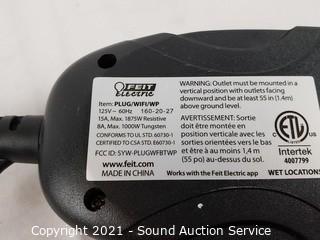 FEIT
Electric
Item: PLUG/WIFI/WP
125V~ 60Hz 160-20-27
15A, Max. 1875W Resistive
8A, Max. 1000W Tungsten
CONFORMS TO UL STD. 60730-1
CERTIFIED TO CSA STD. E60730-1
FCC ID: SYW-PLUGWFBTWP
www.feit.com
MADE IN CHINA
WARNING: Outlet must be mounted in a
vertical position with outlets facing
downward and be at least 55 in (1.4m)
above ground level.
AVERTISSEMENT: Sortie
doit être montée en
position verticale avec les
sorties orientées vers
le bas et à au moins 1,4 m
(55 po) au-dessus du sol.
ETL
Intertek
4007799
Works with the Feit Electric app
WET LOCATIONS
Copyright 2021 - Sound Auction Service